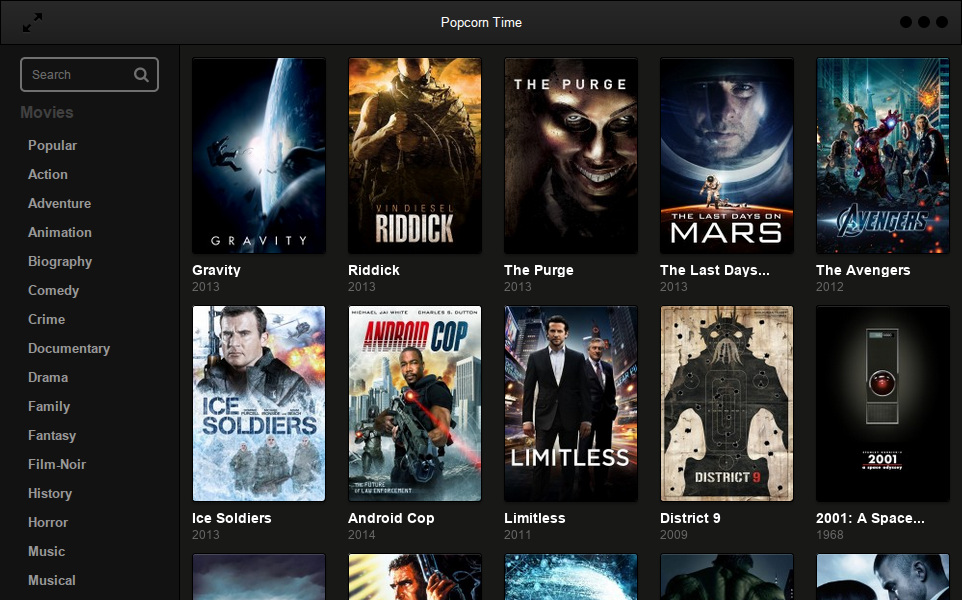 Popcorn Time
Search
Movies
Popular
Action
Adventure
Animation
Biography
Comedy
Crime
Documentary
Drama
Family
Fantasy
Film-Noir
History
Horror
Music
Musical
GRAVITY
Gravity
2013
VIN DIESEL
RIDDICK
Riddick
2013
THE PURGE
The Purge
2013
THE LAST DAYS ON
MARS
The Last Days...
2013
AVENGERS
The Avengers
2012
ICE
SOLDIERS
Ice Soldiers
2013
MICHAEL JAI WHITE CHARLES S. DUTTON
ANDROID COP
THE FUTURE
OF LAW ENFORCEMENT
Android Cop
2014
LIMITLESS
Limitless
2011
DISTRICT 9
District 9
2009
2001
a space odyssey
2001: A Space...
1968